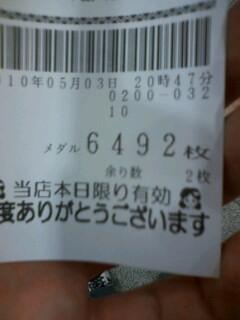 010年05月03日 20時47分
0200-032
10
メダル 6492枚
余り数 2枚
当店本日限り有効
度ありがとうございます